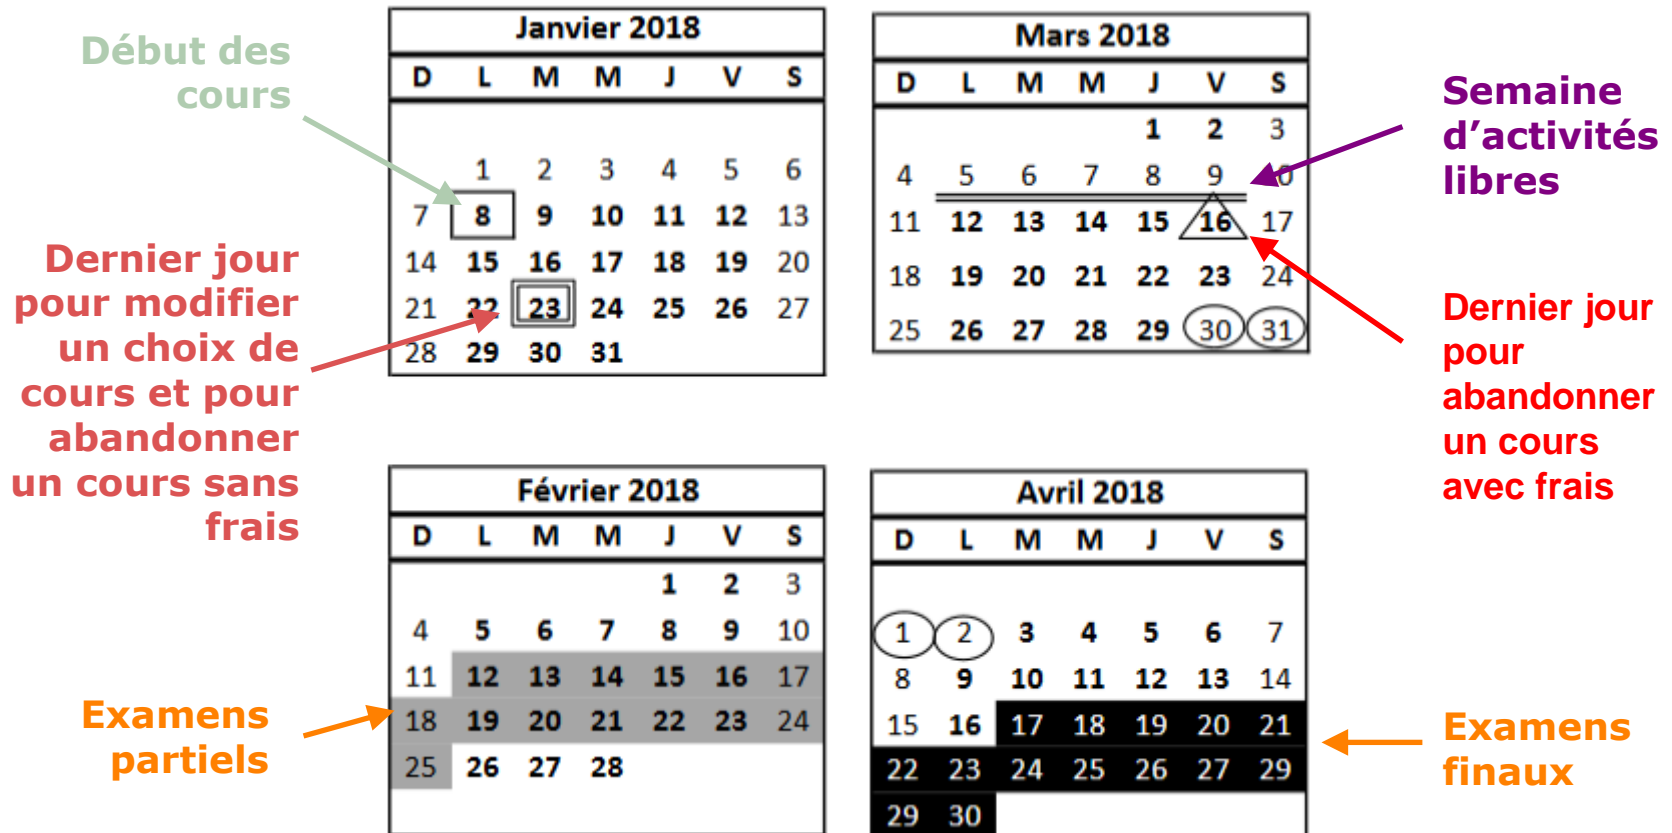 Début des
cours
Dernier jour
pour modifier
un choix de
cours et pour
abandonner
un cours sans
frais
Examens
partiels
Janvier 2018
D L M M J V S
1 2 3 4 5 6
7 8 9 10 11 12 13
14 15 16 17 18 19 20
21 22 23 24 25 26 27
28 29 30 31
Février 2018
D L M M J V S
1 2 3
4 5 6 7 8 9 10
11 12 13 14 15 16 17
18 19 20 21 22 23 24
25 26 27 28
Mars 2018
D L M M J V S
1 2 3
4 5 6 7 8 9 10
11 12 13 14 15 16 17
18 19 20 21 22 23 24
25 26 27 28 29 30 31
Avril 2018
D L M M J V S
1 2 3 4 5 6 7
8 9 10 11 12 13 14
15 16 17 18 19 20 21
22 23 24 25 26 27 29
29 30
Semaine
d’activités
libres
Dernier jour
pour
abandonner
un cours
avec frais
Examens
finaux